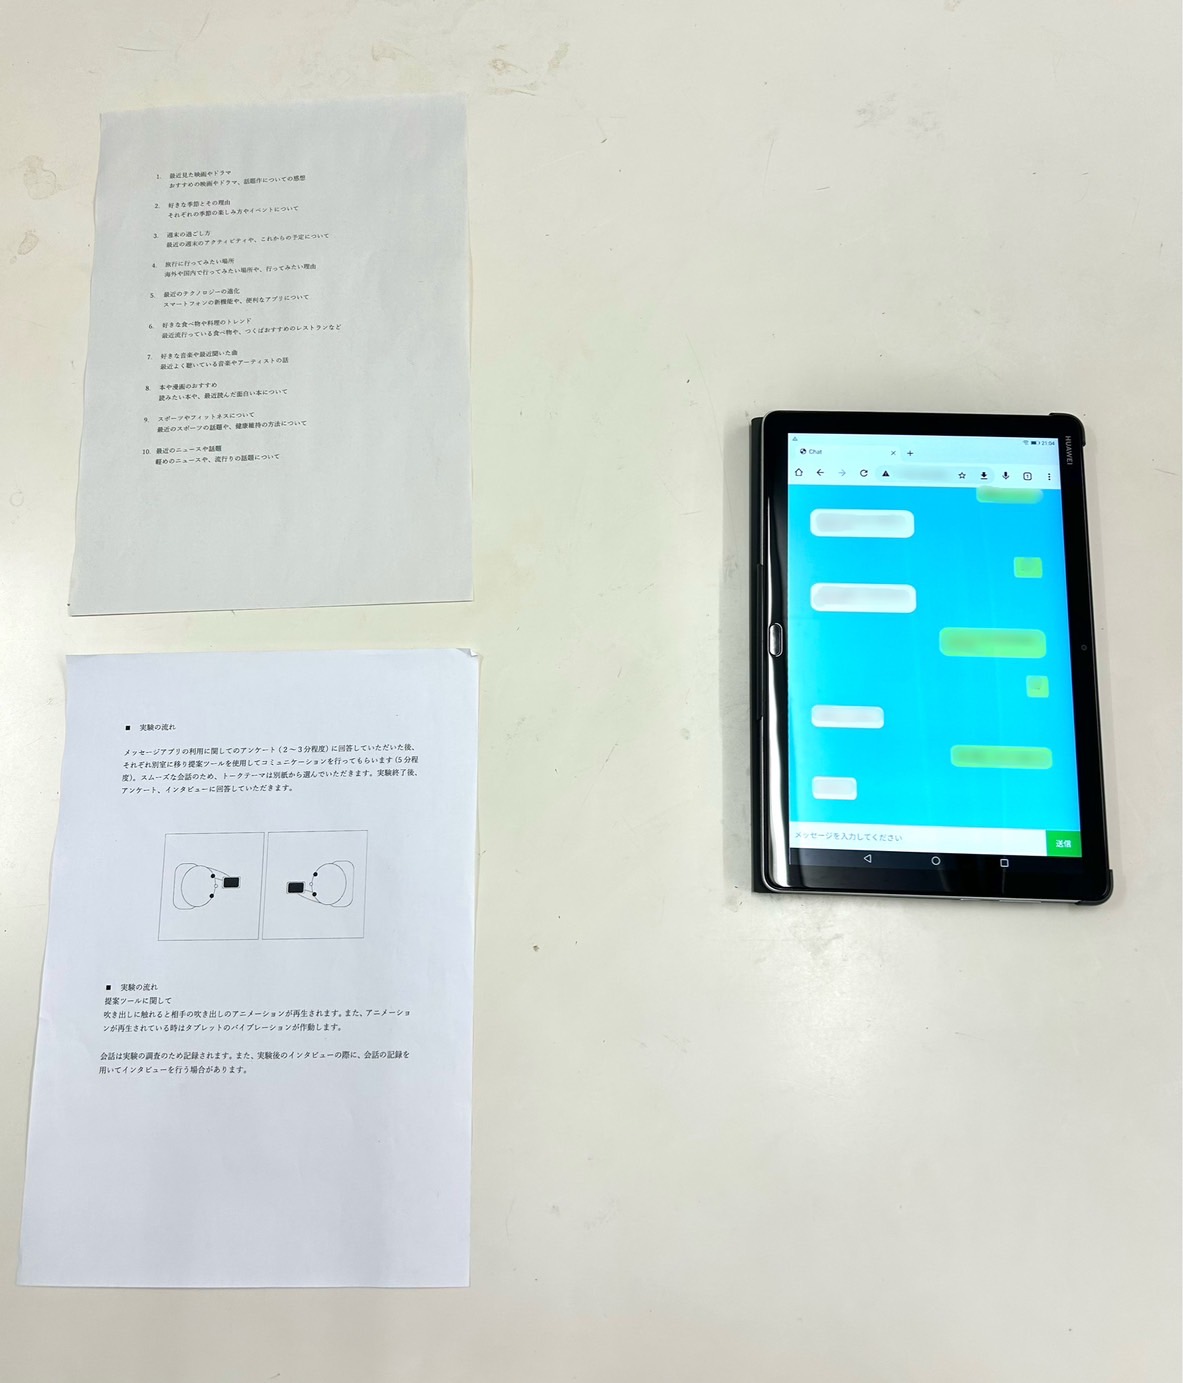 1. 最近見た映画やドラマ
おすすめの映画やドラマ、話題作についての感想
2. 好きな季節とその理由
それぞれの季節の楽しみ方やイベントについて
3. 週末の過ごし方
最近の週末のアクティビティや、これからの予定について
4. 旅行に行ってみたい場所
海外や国内で行ってみたい場所や、行ってみたい理由
5. 最近のテクノロジーの進化
スマートフォンの新機能や、便利なアプリについて
6. 好きな食べ物や料理のトレンド
最近流行っている食べ物や、つくばおすすめのレストランなど
7. 好きな音楽や最近聞いた曲
最近よく聴いている音楽やアーティストの話
8. 本や漫画のおすすめ
読みたい本や、最近読んだ面白い本について
9. スポーツやフィットネスについて
最近のスポーツの話題や、健康維持の方法について
10. 最近のニュースや話題
軽めのニュースや、流行りの話題について
■ 実験の流れ
メッセージアプリの利用に関してのアンケート(2〜3分程度)に回答していただいた後、
それぞれ別室に移り提案ツールを使用してコミュニケーションを行ってもらいます(5分程
度)。スムーズな会話のため、トークテーマは別紙から選んでいただきます。実験終了後、
アンケート、インタビューに回答していただきます。
■ 実験の流れ
提案ツールに関して
吹き出しに触れると相手の吹き出しのアニメーションが再生されます。また、アニメーショ
ンが再生されている時はタブレットのバイブレーションが作動します。
会話は実験の調査のため記録されます。また、実験後のインタビューの際に、会話の記録を
用いてインタビューを行う場合があります。
21:04
HUAWEI
Chat
メッセージを入力してください
送信